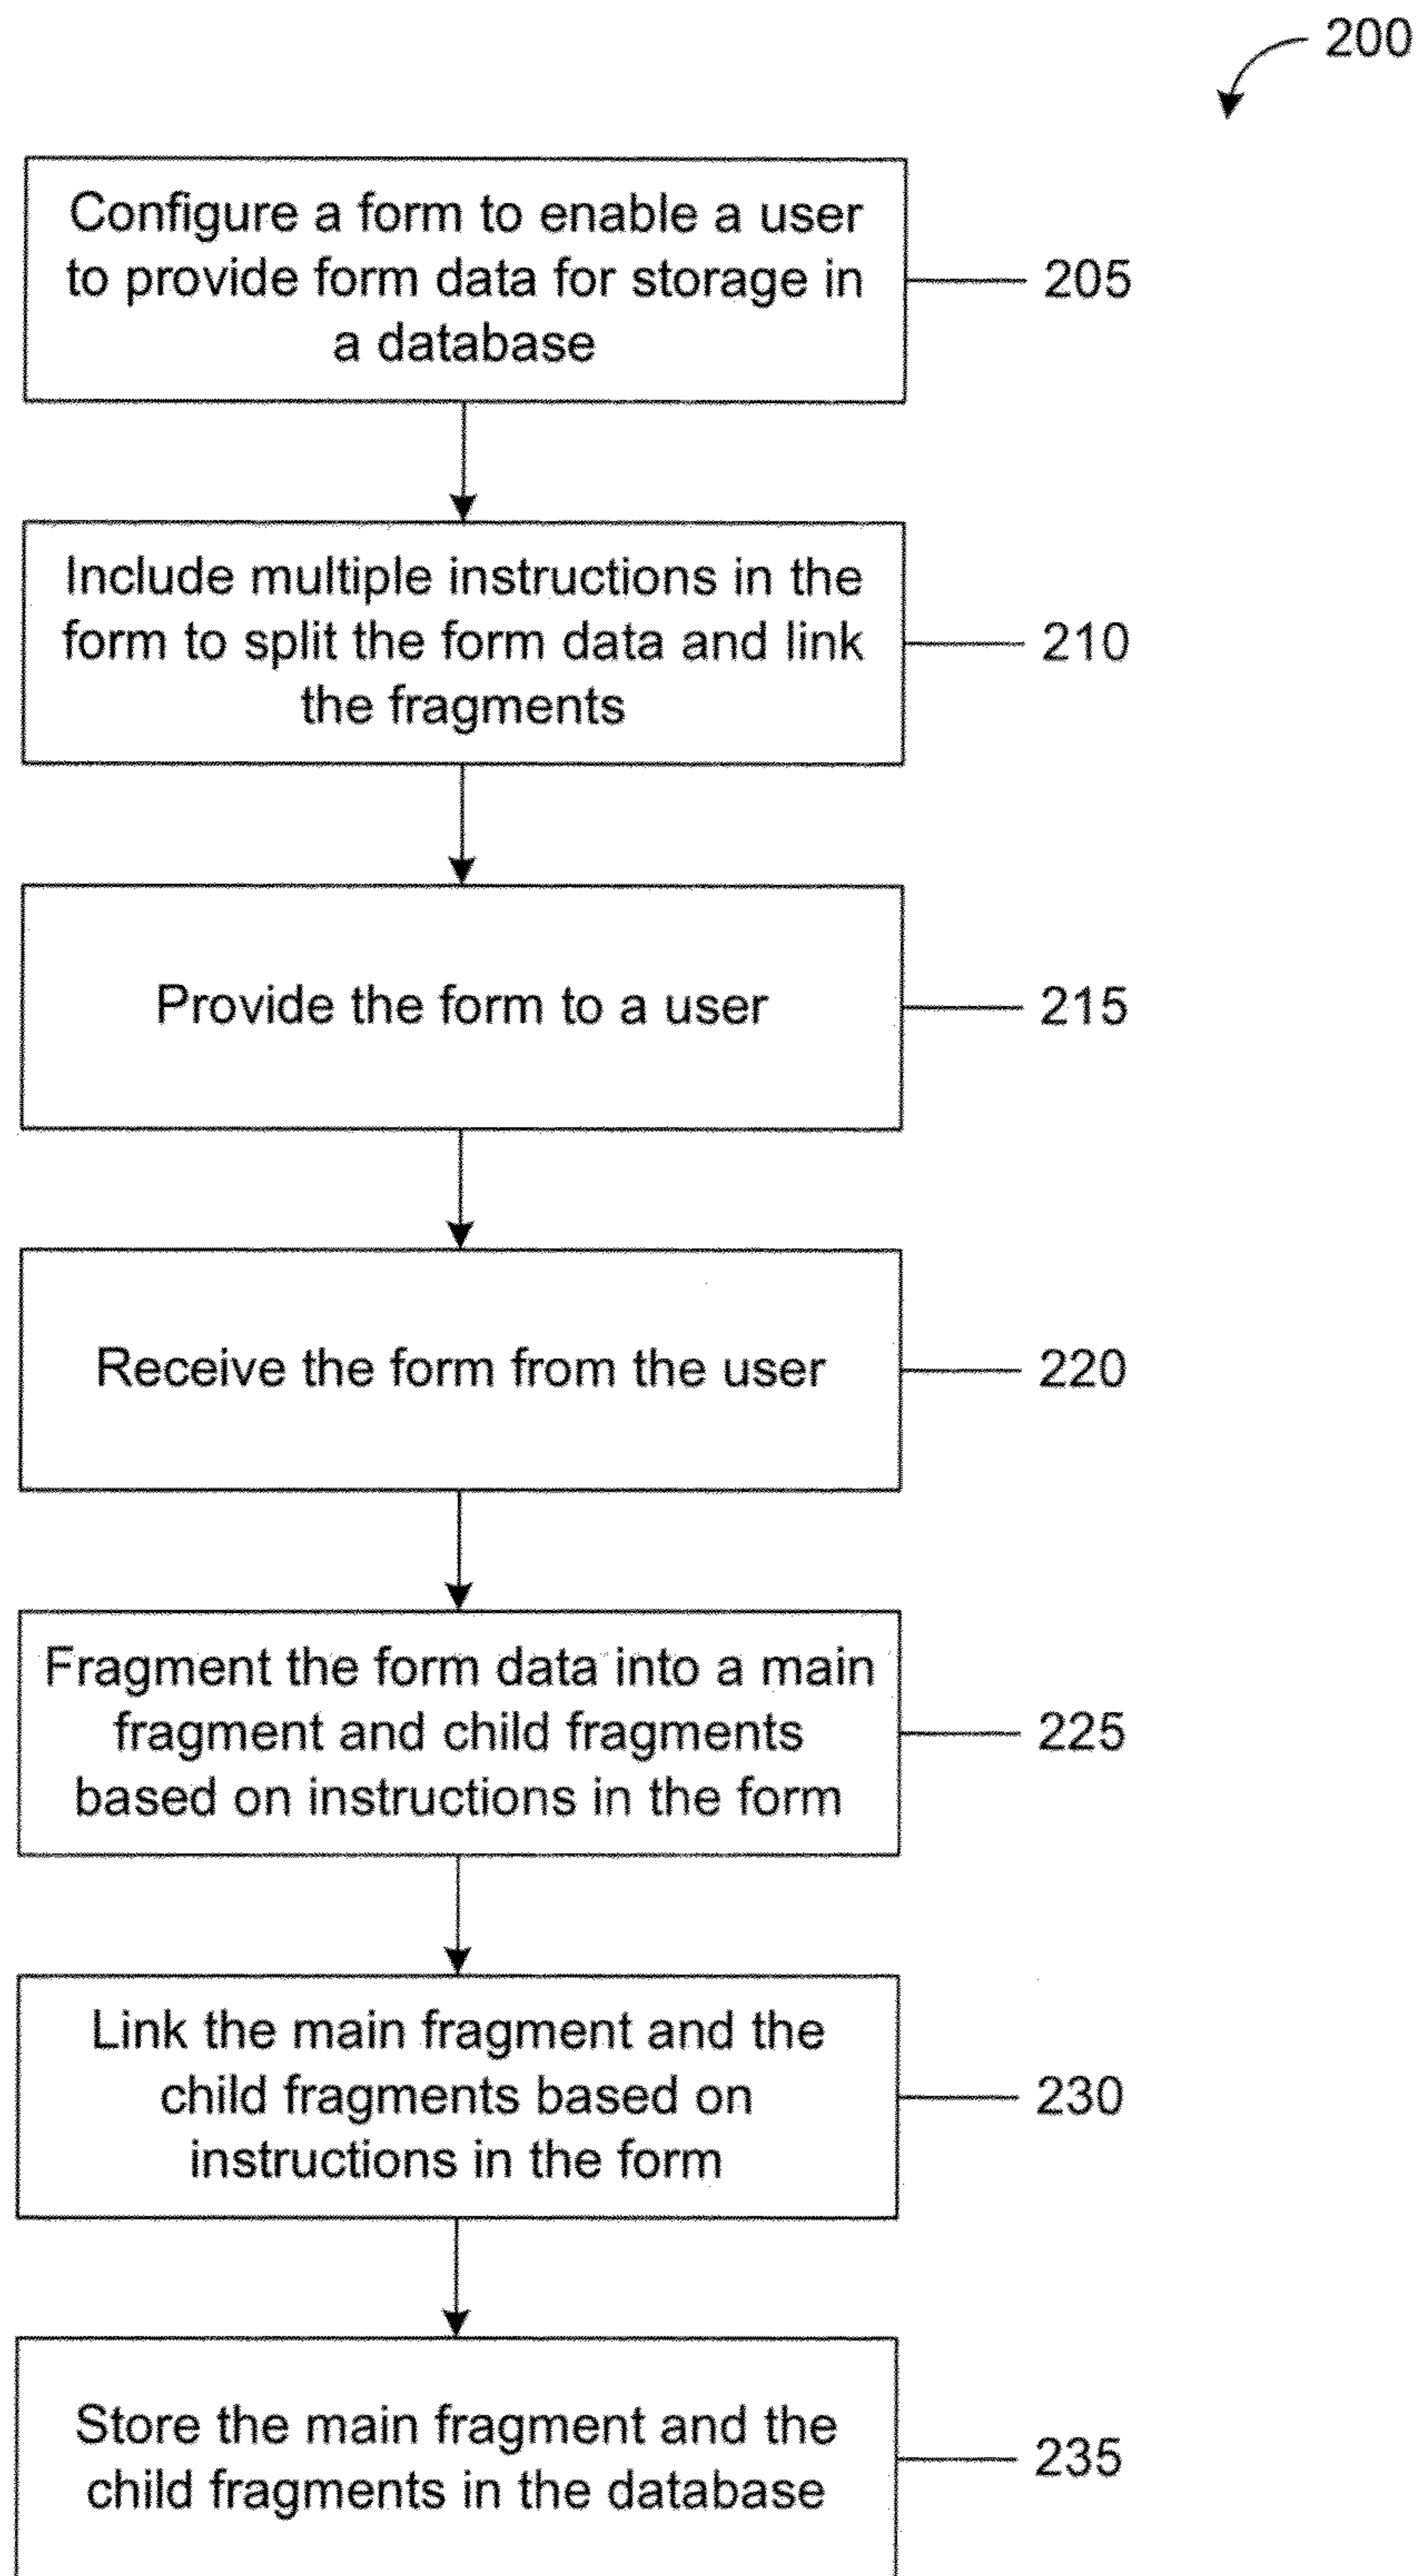 200
Configure a form to enable a user
to provide form data for storage in
a database
205
Include multiple instructions in the
form to split the form data and link
the fragments
210
Provide the form to a user
215
Receive the form from the user
220
Fragment the form data into a main
fragment and child fragments
based on instructions in the form
225
Link the main fragment and the
child fragments based on
instructions in the form
230
Store the main fragment and the
child fragments in the database
235